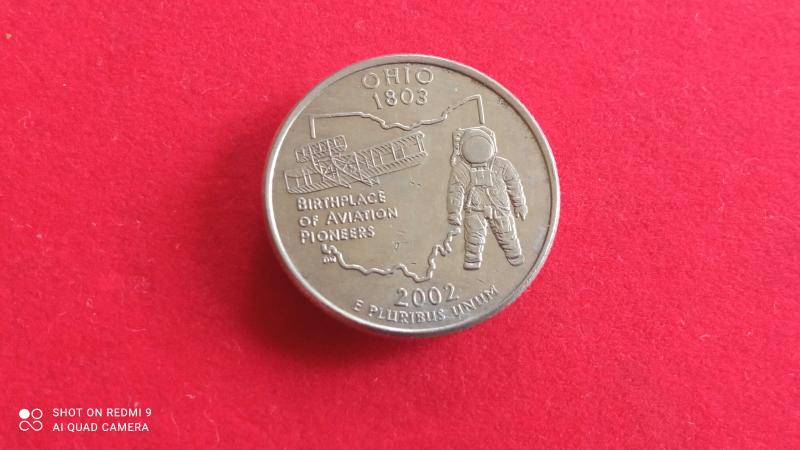 OHIO
1803
BIRTHPLACE
OF AVIATION
PIONEERS
2002
E PLURIBUS UNUM
SHOT ON REDMI 9
AI QUAD CAMERA